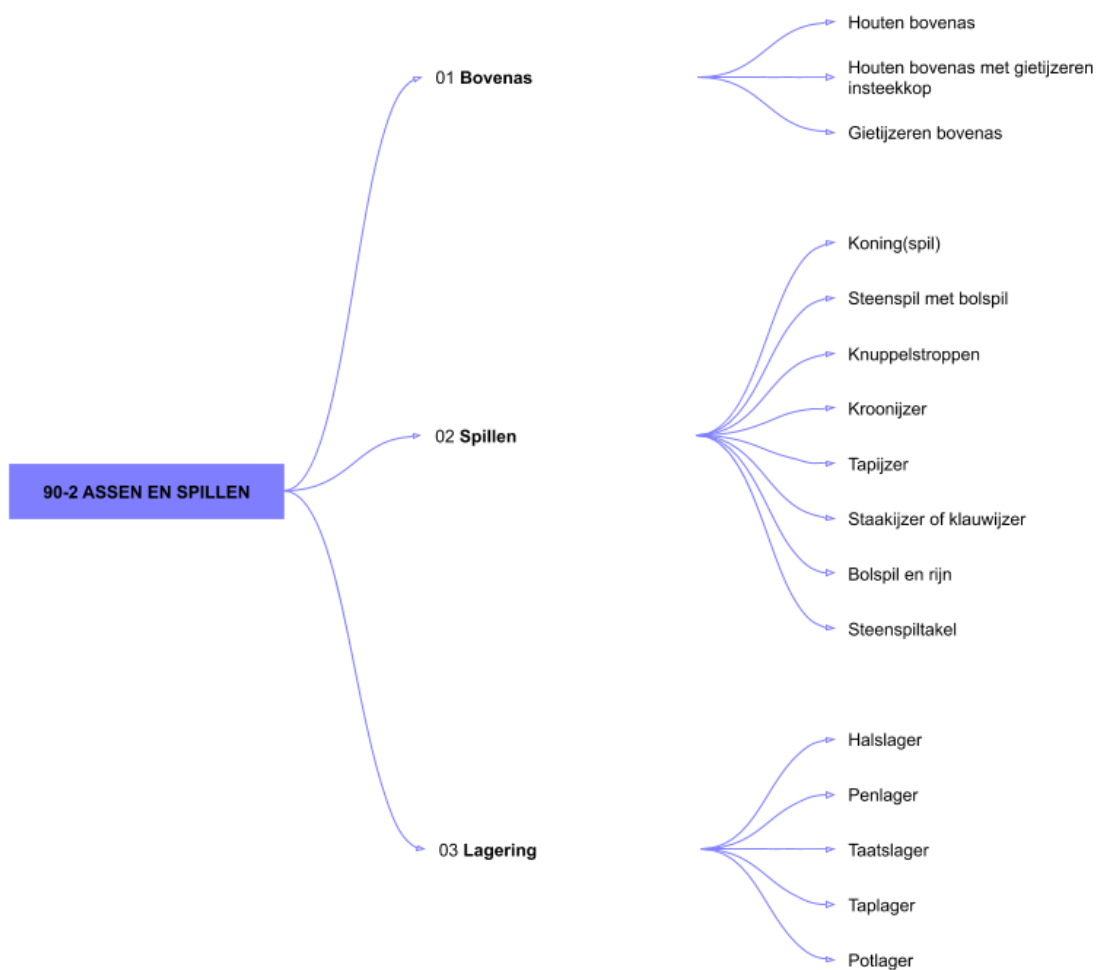 90-2 ASSEN EN SPILLEN
01 Bovenas
Houten bovenas
Houten bovenas met gietijzeren
insteekkop
Gietijzeren bovenas
02 Spillen
Koning(spil)
Steenspil met bolspil
Knuppelstroppen
Kroonijzer
Tapijzer
Staakijzer of klauwijzer
Bolspil en rijn
Steenspiltakel
03 Lagering
Halslager
Penlager
Taatslager
Taplager
Potlager